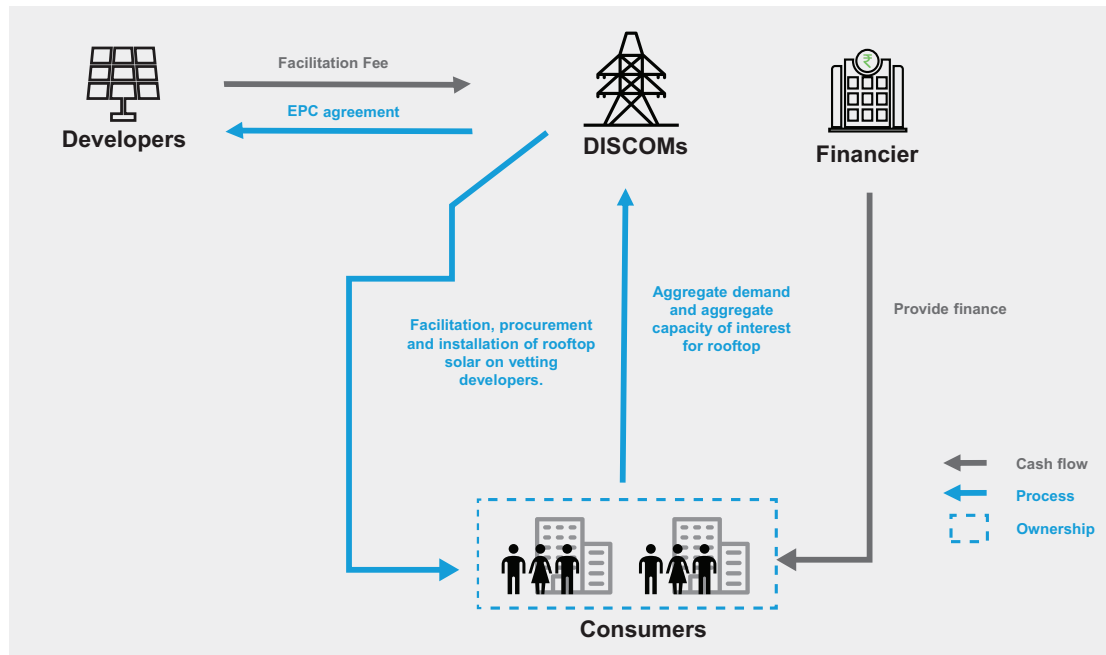 Facilitation Fee
EPC agreement
Developers
DISCOMs
₹
Financier
Facilitation, procurement
and installation of rooftop
solar on vetting
developers.
Aggregate demand
and aggregate
capacity of interest
for rooftop
Provide finance
Cash flow
Process
Ownership
Consumers